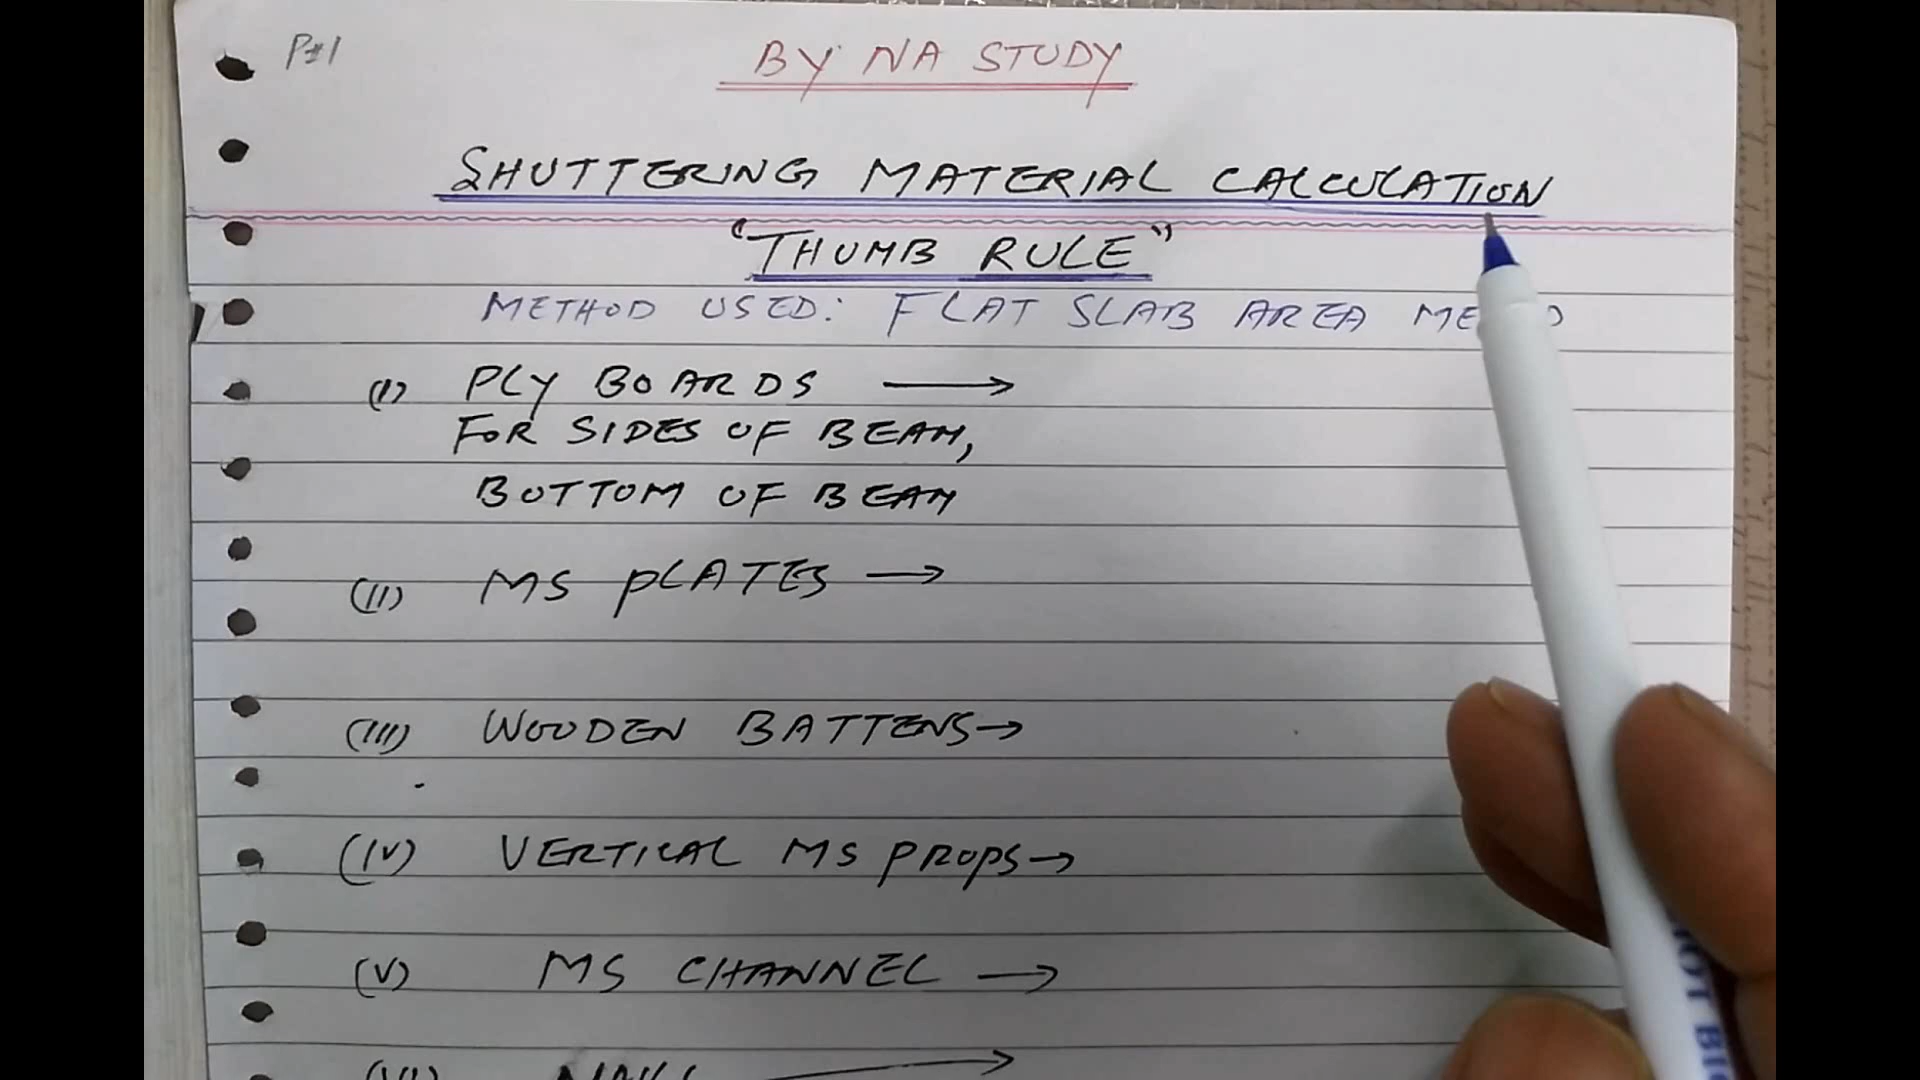 P#1
BY NA STUDY
SHUTTERING MATERIAL CALCULATION
"THUMB RULE"
METHOD USED: FLAT SLAB AREA
(I) PLY BOARDS →
FOR SIDES OF BEAM,
BOTTOM OF BEAM
(II) MS PLATES →
(III) WOODEN BATTENS →
(IV) VERTICAL MS PROPS →
(V) MS CHANNEL →